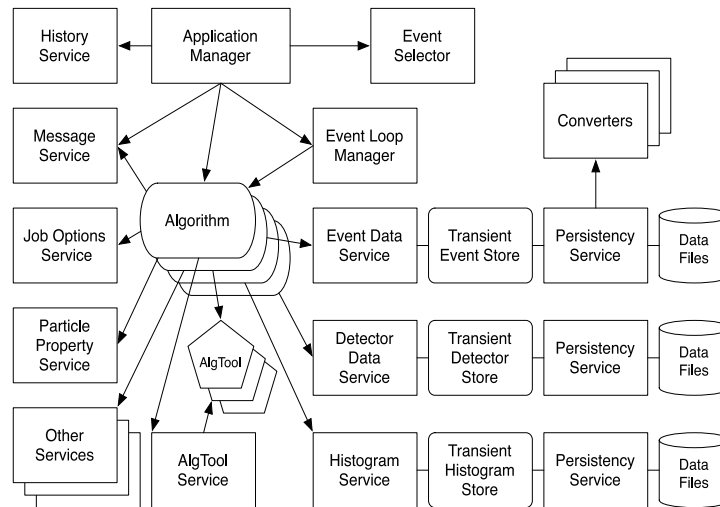 History
Service
Application
Manager
Event
Selector
Message
Service
Event Loop
Manager
Converters
Algorithm
Job Options
Service
Event Data
Service
Transient
Event Store
Persistency
Service
Data
Files
Particle
Property
Service
AlgTool
Detector
Data
Service
Transient
Detector
Store
Persistency
Service
Data
Files
Other
Services
AlgTool
Service
Histogram
Service
Transient
Histogram
Store
Persistency
Service
Data
Files